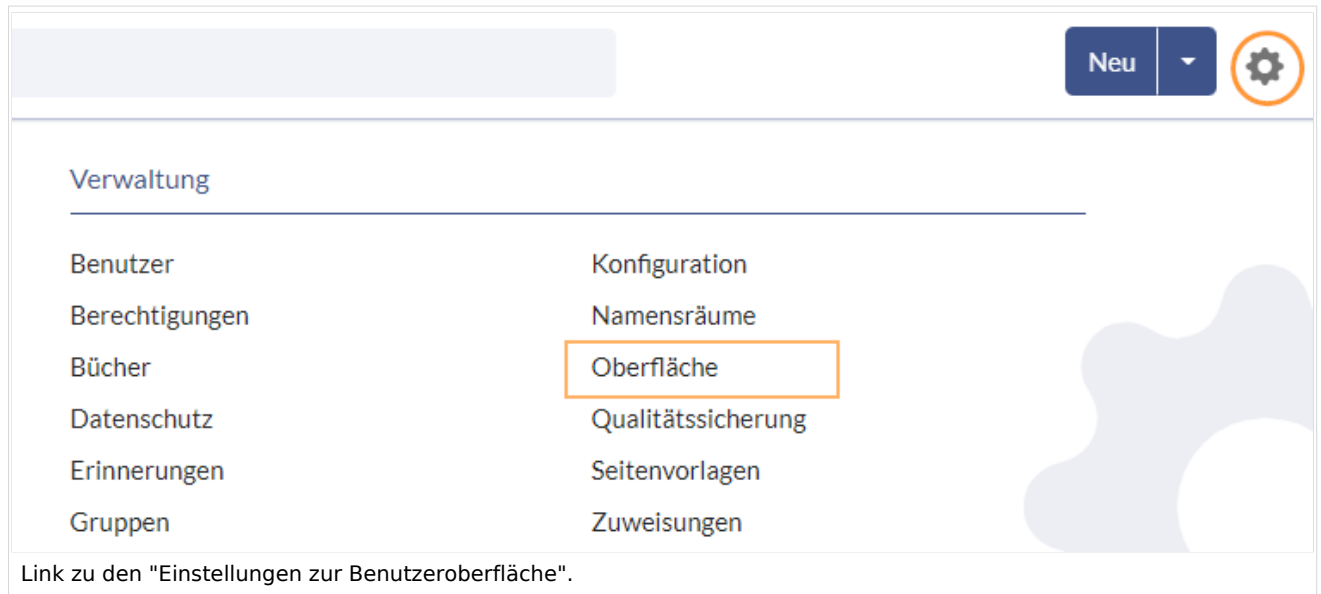 Neu
Verwaltung
Benutzer
Berechtigungen
Bücher
Datenschutz
Erinnerungen
Gruppen
Konfiguration
Namensräume
Oberfläche
Qualitätssicherung
Seitenvorlagen
Zuweisungen
Link zu den "Einstellungen zur Benutzeroberfläche".